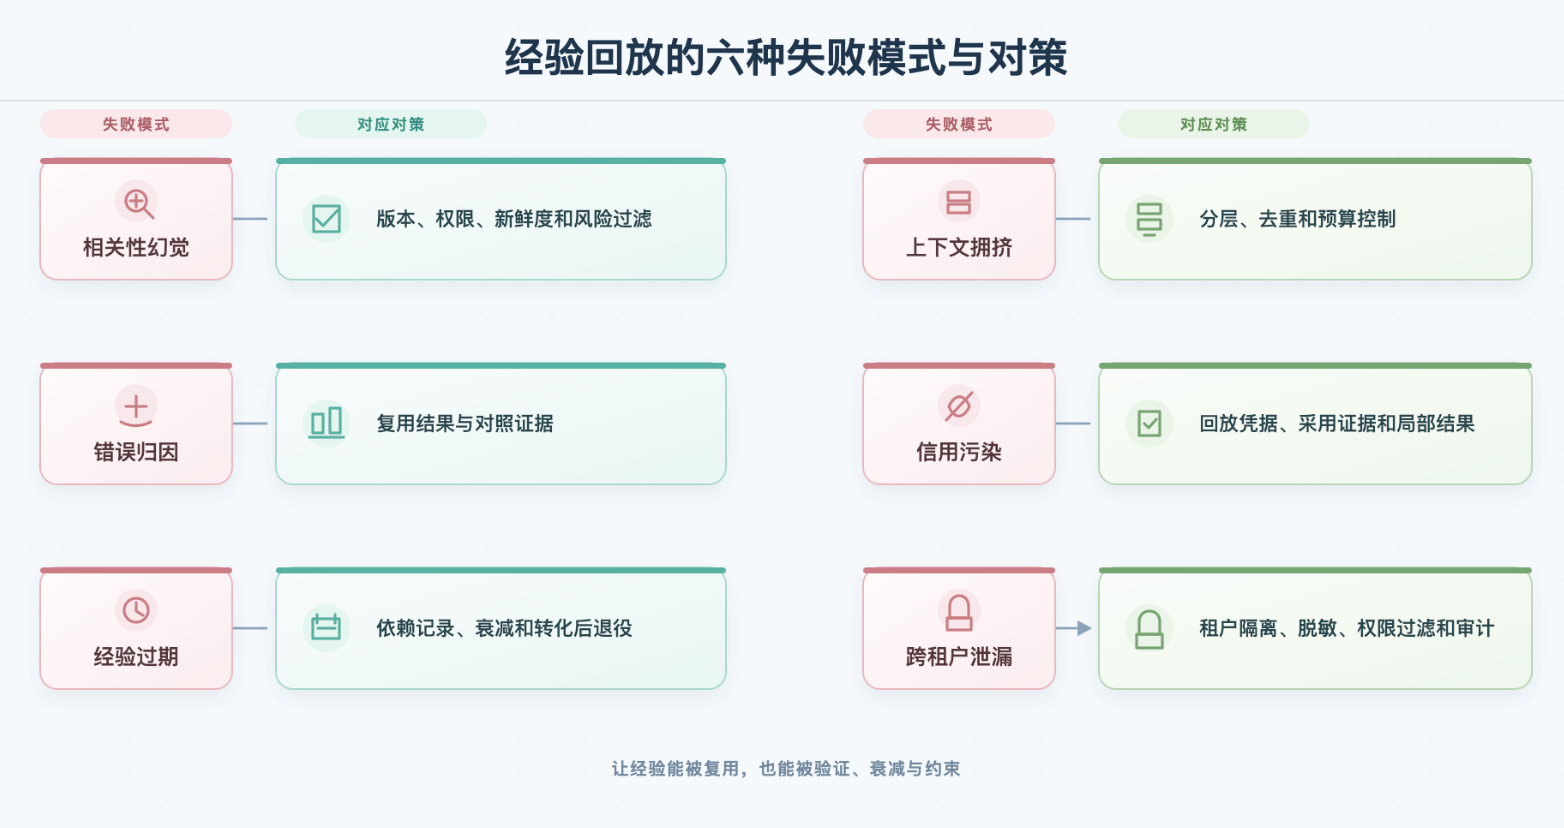 经验回放的六种失败模式与对策
失败模式
对应对策
失败模式
对应对策
相关性幻觉
版本、权限、新鲜度和风险过滤
上下文拥挤
分层、去重和预算控制
错误归因
复用结果与对照证据
信用污染
回放凭据、采用证据和局部结果
经验过期
依赖记录、衰减和转化后退役
跨租户泄漏
租户隔离、脱敏、权限过滤和审计
让经验能被复用，也能被验证、衰减与约束